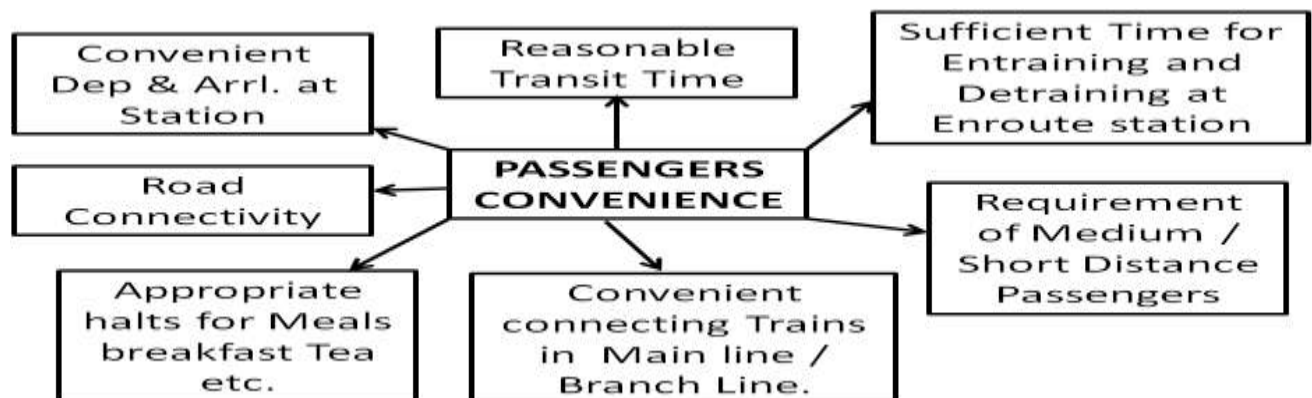 Convenient
Dep & Arrl. at
Station
Reasonable
Transit Time
Sufficient Time for
Entraining and
Detraining at
Enroute station
Road
Connectivity
PASSENGERS
CONVENIENCE
Requirement
of Medium /
Short Distance
Passengers
Appropriate
halts for Meals
breakfast Tea
etc.
Convenient
connecting Trains
in Main line /
Branch Line.